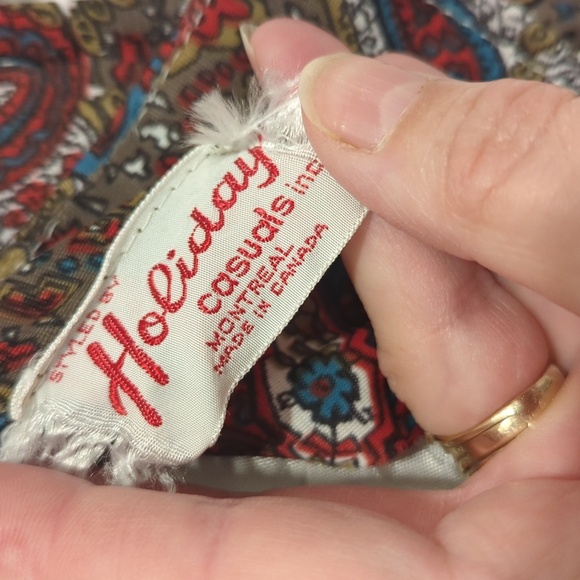 STYLED BY
Holiday
casuals inc.
MONTREAL
MADE IN CANADA